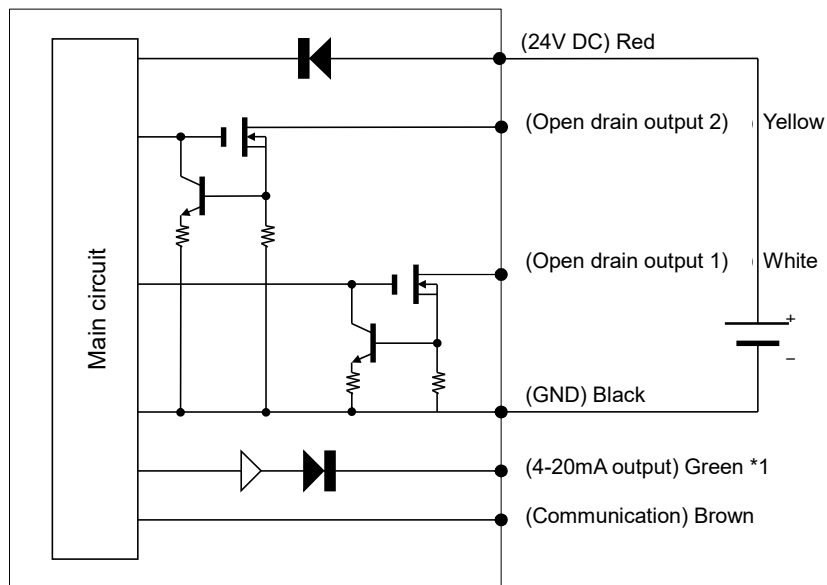 (24V DC) Red
(Open drain output 2) Yellow
(Open drain output 1) White
Main circuit
+
−
(GND) Black
(4-20mA output) Green *1
(Communication) Brown